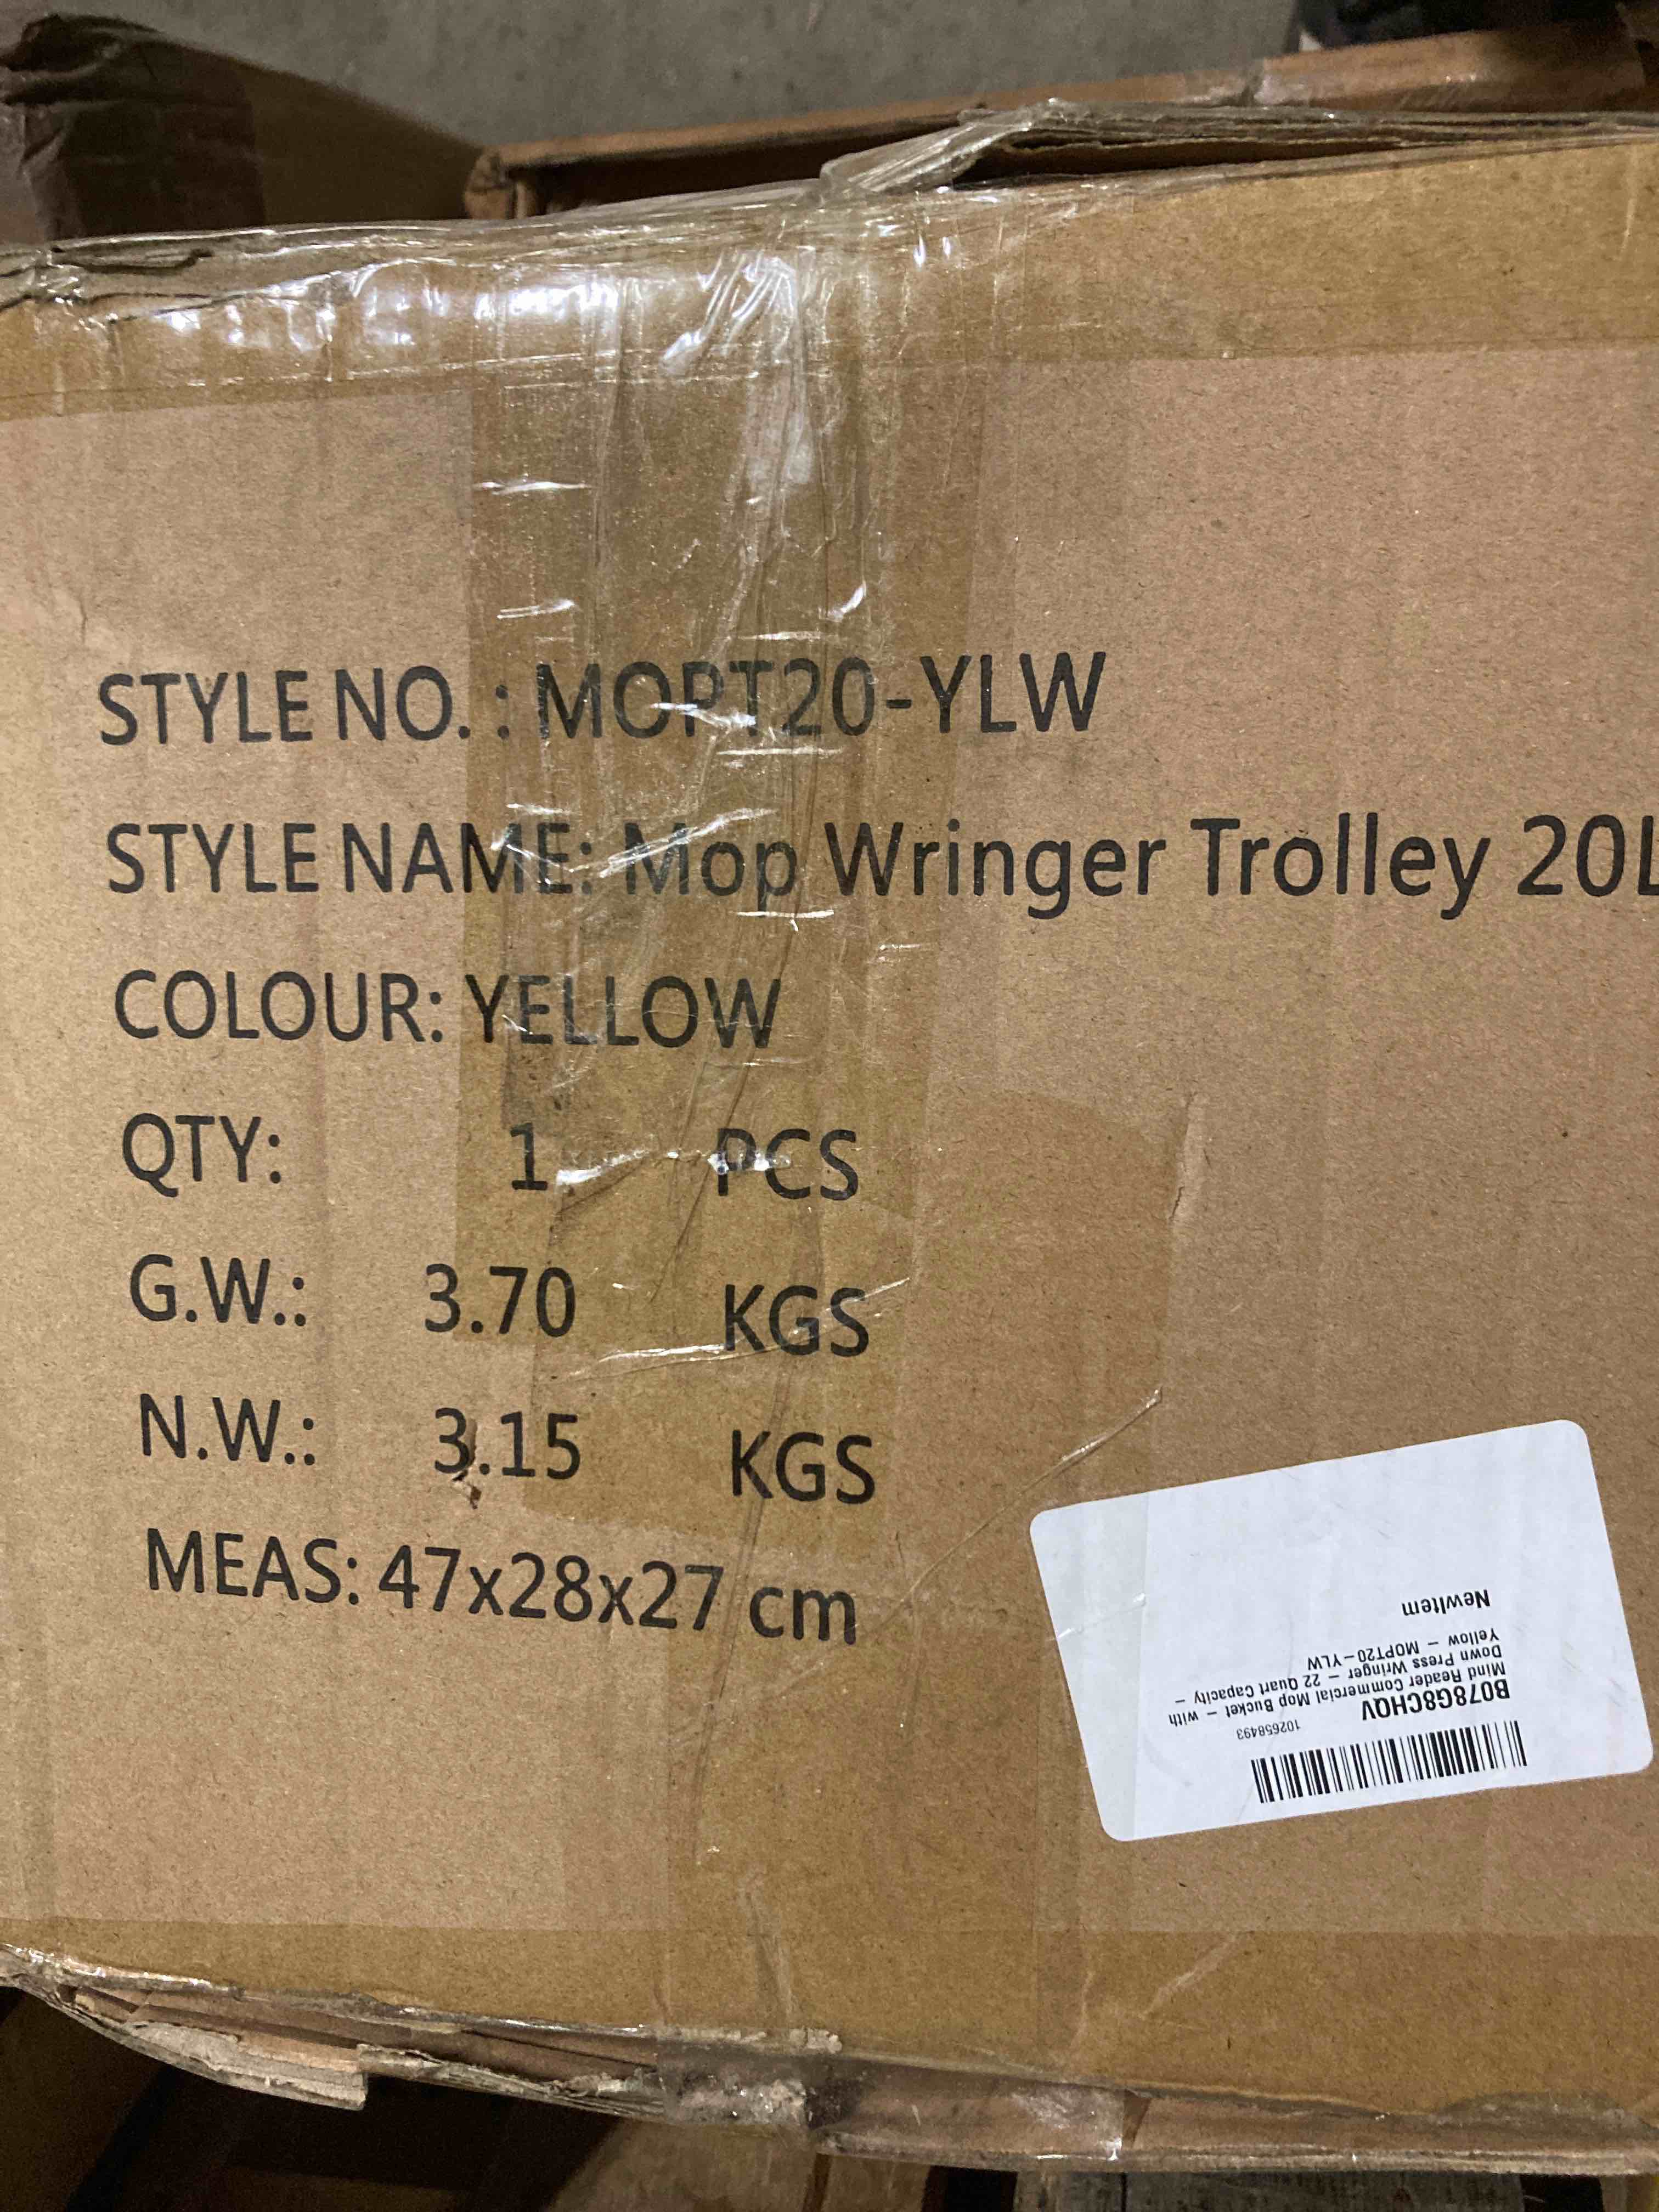 STYLE NO. : MOPT20-YLW
STYLE NAME: Mop Wringer Trolley 20L
COLOUR: YELLOW
QTY: 1 PCS
G.W.: 3.70 KGS
N.W.: 3.15 KGS
MEAS: 47x28x27 cm
102658493
B078G8CHQV
Mind Reader Commercial Mop Bucket - with
Down Press Wringer - 22 Quart Capacity -
Yellow - MOPT20-YLW
NewItem